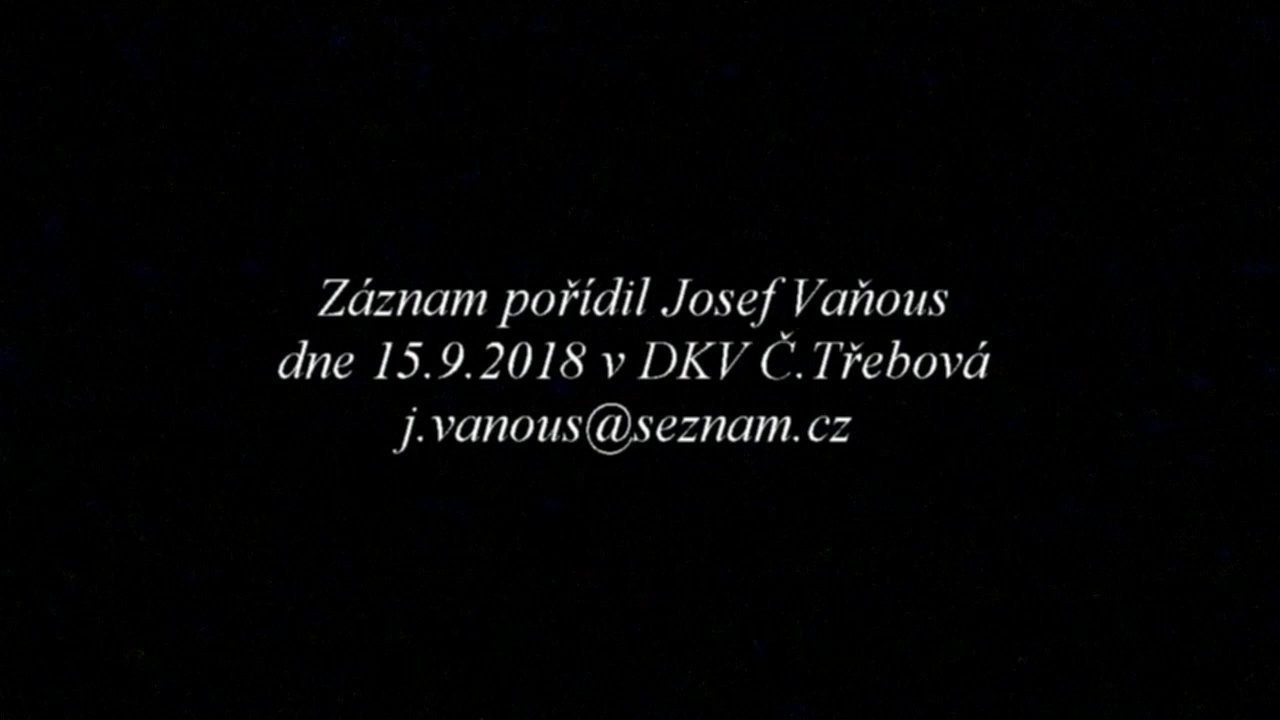 Záznam pořídil Josef Vaňous
dne 15.9.2018 v DKV Č.Třebová
j.vanous@seznam.cz